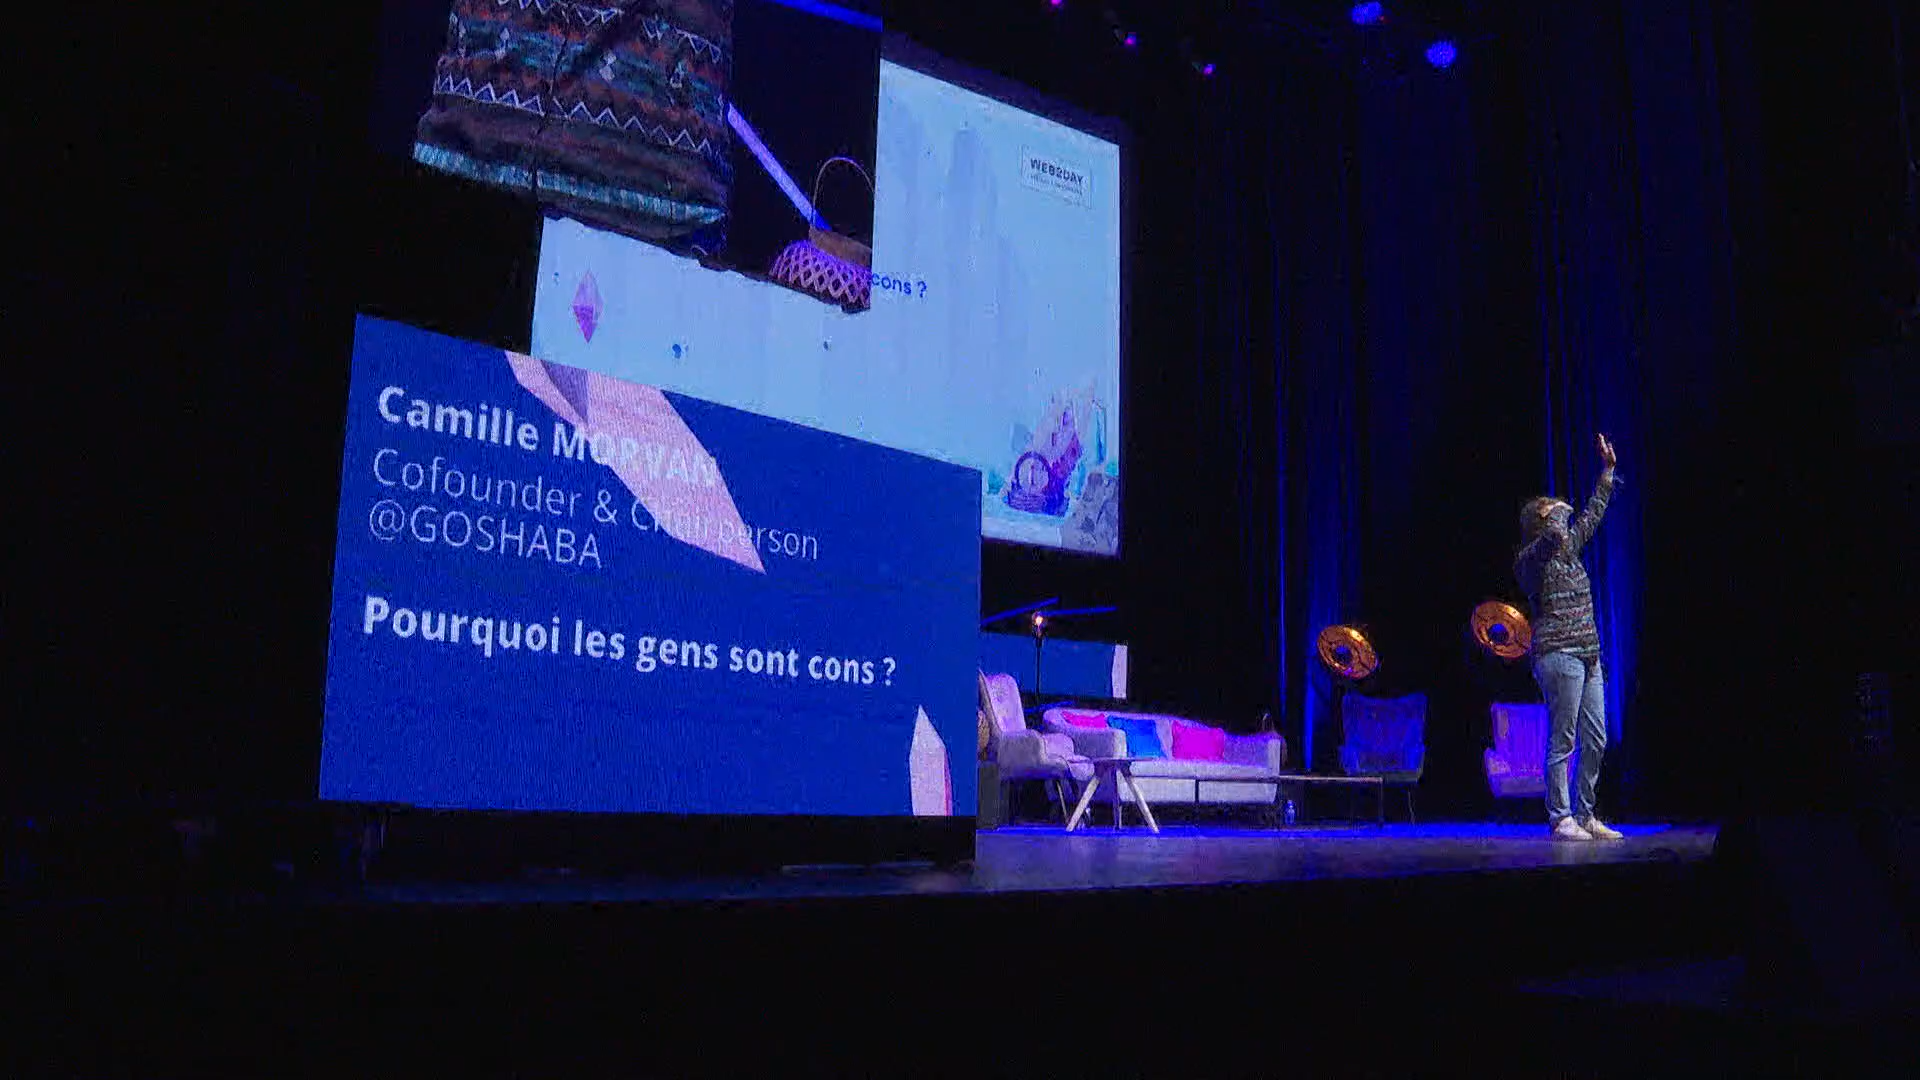 WEB2DAY
cons ?
Camille MORVAN
Cofounder & Chairperson
@GOSHABA
Pourquoi les gens sont cons ?